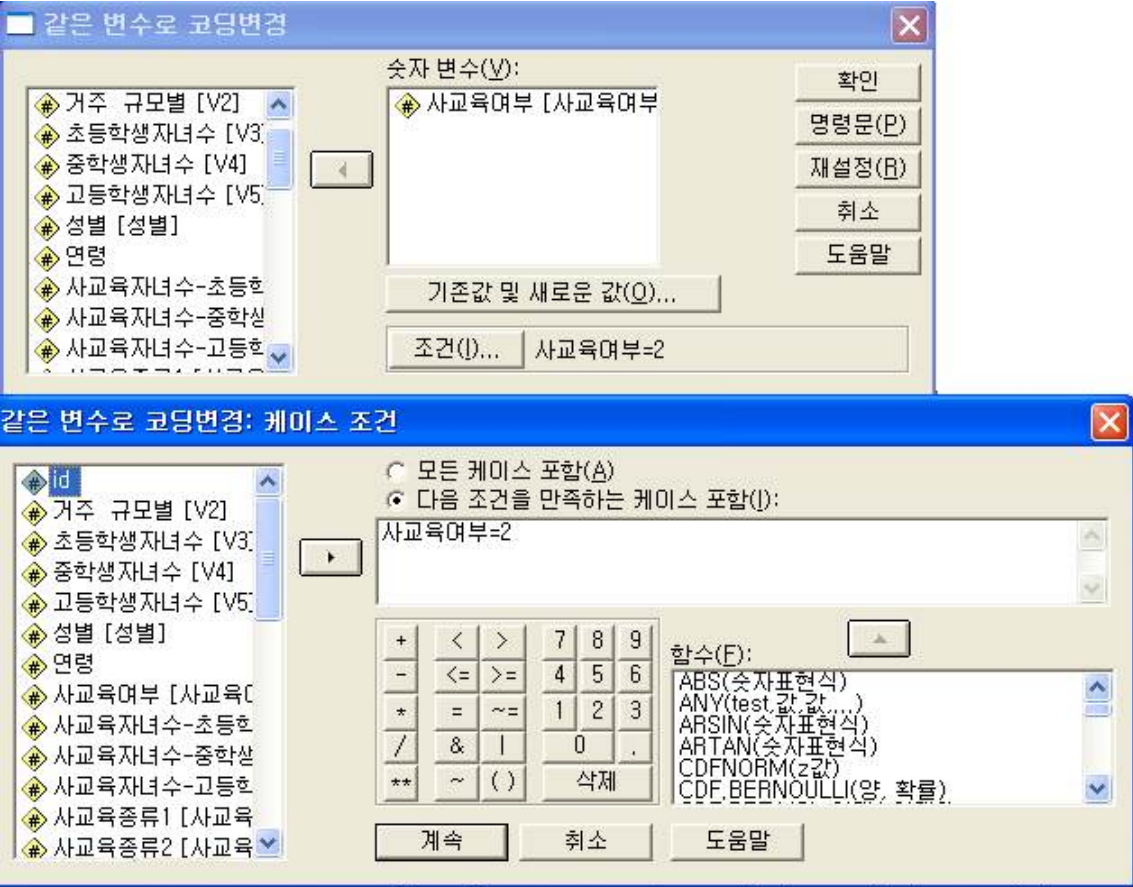 같은 변수로 코딩변경
숫자 변수(V):
거주 규모별 [V2]
초등학생자녀수 [V3]
중학생자녀수 [V4]
고등학생자녀수 [V5]
성별 [성별]
연령
사교육자녀수-초등학
사교육자녀수-중학생
사교육자녀수-고등학
사교육여부 [사교육여부
확인
명령문(P)
재설정(R)
취소
도움말
기존값 및 새로운 값(O)...
조건(I)... 사교육여부=2
같은 변수로 코딩변경: 케이스 조건
id
거주 규모별 [V2]
초등학생자녀수 [V3]
중학생자녀수 [V4]
고등학생자녀수 [V5]
성별 [성별]
연령
사교육여부 [사교육
사교육자녀수-초등학
사교육자녀수-중학생
사교육자녀수-고등학
사교육종류1 [사교육
사교육종류2 [사교육
모든 케이스 포함(A)
다음 조건을 만족하는 케이스 포함(I):
사교육여부=2
+ < > 7 8 9
- <= >= 4 5 6
* = ~= 1 2 3
/ & | 0 .
** ~ ( ) 삭제
함수(F):
ABS(숫자표현식)
ANY(test,값,값,...)
ARSIN(숫자표현식)
ARTAN(숫자표현식)
CDFNORM(z값)
CDF.BERNOULLI(양, 확률)
계속 취소 도움말